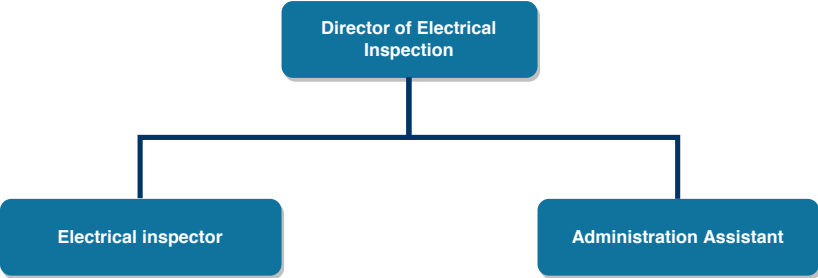 Director of Electrical
Inspection
Electrical inspector
Administration Assistant